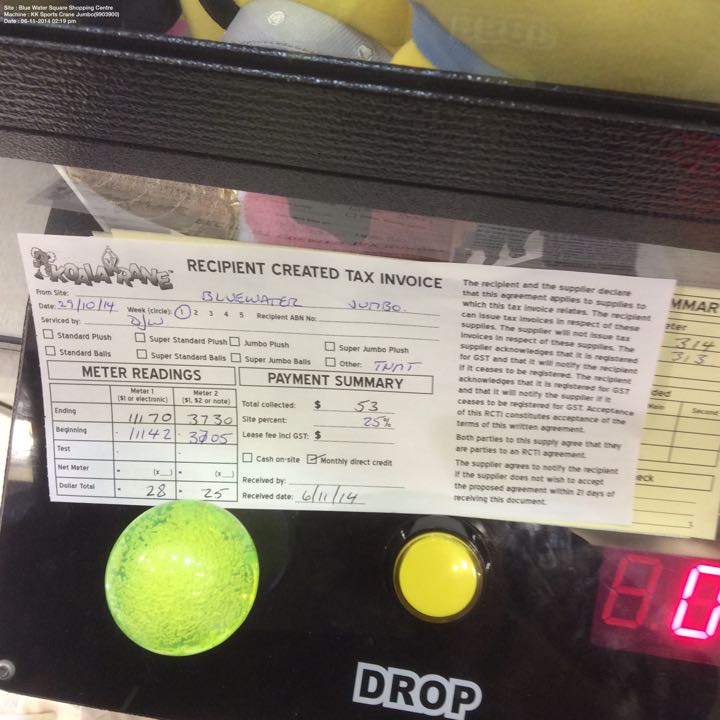 Site : Blue Water Square Shopping Centre
Machine : KK Sports Crane Jumbo(9903900)
Date : 06-11-2014 02:19 pm
KOALA KRANE
RECIPIENT CREATED TAX INVOICE
From Site: BLUEWATER JUMBO.
Date: 29/10/14 Week (circle): 1 2 3 4 5 Recipient ABN No:
Serviced by: DJW
Standard Plush Super Standard Plush Jumbo Plush Super Jumbo Plush
Standard Balls Super Standard Balls Super Jumbo Balls Other: TNMT
METER READINGS
Meter 1 ($1 or electronic) Meter 2 ($1, $2 or note)
Ending 11170 3730
Beginning - 11142 - 3705
Test - -
Net Meter = (x__) = (x__)
Dollar Total = 28 = 25
PAYMENT SUMMARY
Total collected: $ 53
Site percent: 25%
Lease fee incl GST: $
Cash on-site Monthly direct credit
Received by:
Received date: 6/11/14
The recipient and the supplier declare
that this agreement applies to supplies to
which this tax invoice relates. The recipient
can issue tax invoices in respect of these
supplies. The supplier will not issue tax
invoices in respect of these supplies. The
supplier acknowledges that it is registered
for GST and that it will notify the recipient
if it ceases to be registered. The recipient
acknowledges that it is registered for GST
and that it will notify the supplier if it
ceases to be registered for GST. Acceptance
of this RCTI constitutes acceptance of the
terms of this written agreement.
Both parties to this supply agree that they
are parties to an RCTI agreement.
The supplier agrees to notify the recipient
if the supplier does not wish to accept
the proposed agreement within 21 days of
receiving this document.
MMAR
eter
314
313
ded
Main Second
eck
3
0
DROP